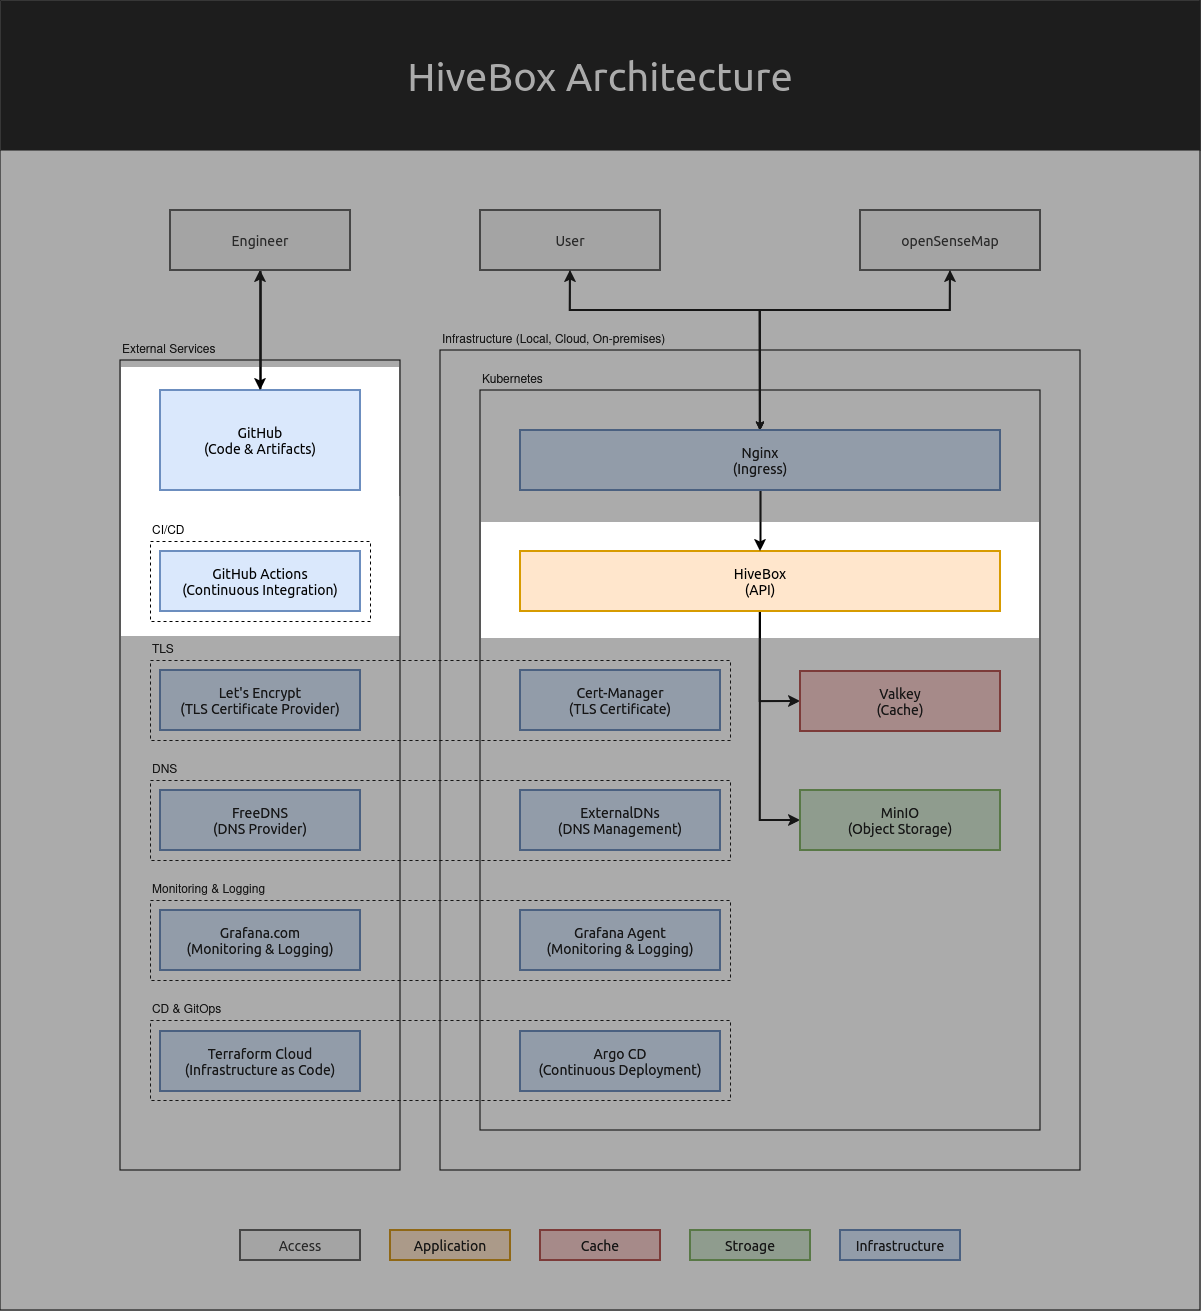 HiveBox Architecture
Engineer
User
openSenseMap
External Services
Infrastructure (Local, Cloud, On-premises)
Kubernetes
GitHub
(Code & Artifacts)
Nginx
(Ingress)
CI/CD
GitHub Actions
(Continuous Integration)
HiveBox
(API)
TLS
Let's Encrypt
(TLS Certificate Provider)
Cert-Manager
(TLS Certificate)
Valkey
(Cache)
DNS
FreeDNS
(DNS Provider)
ExternalDNs
(DNS Management)
MinIO
(Object Storage)
Monitoring & Logging
Grafana.com
(Monitoring & Logging)
Grafana Agent
(Monitoring & Logging)
CD & GitOps
Terraform Cloud
(Infrastructure as Code)
Argo CD
(Continuous Deployment)
Access
Application
Cache
Stroage
Infrastructure